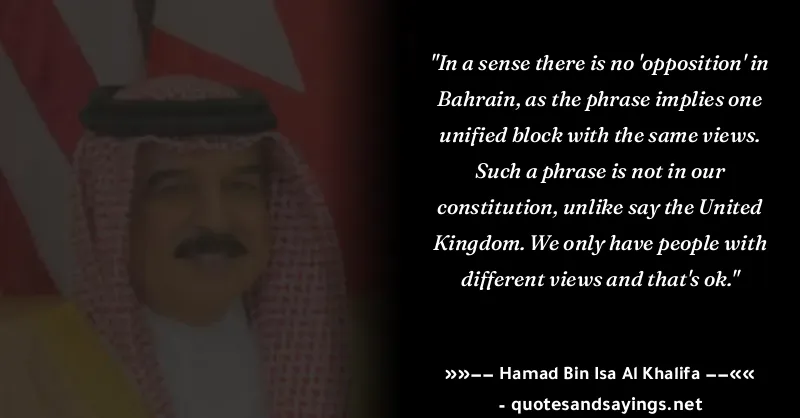 "In a sense there is no 'opposition' in
Bahrain, as the phrase implies one
unified block with the same views.
Such a phrase is not in our
constitution, unlike say the United
Kingdom. We only have people with
different views and that's ok."
»»−− Hamad Bin Isa Al Khalifa −−««
- quotesandsayings.net